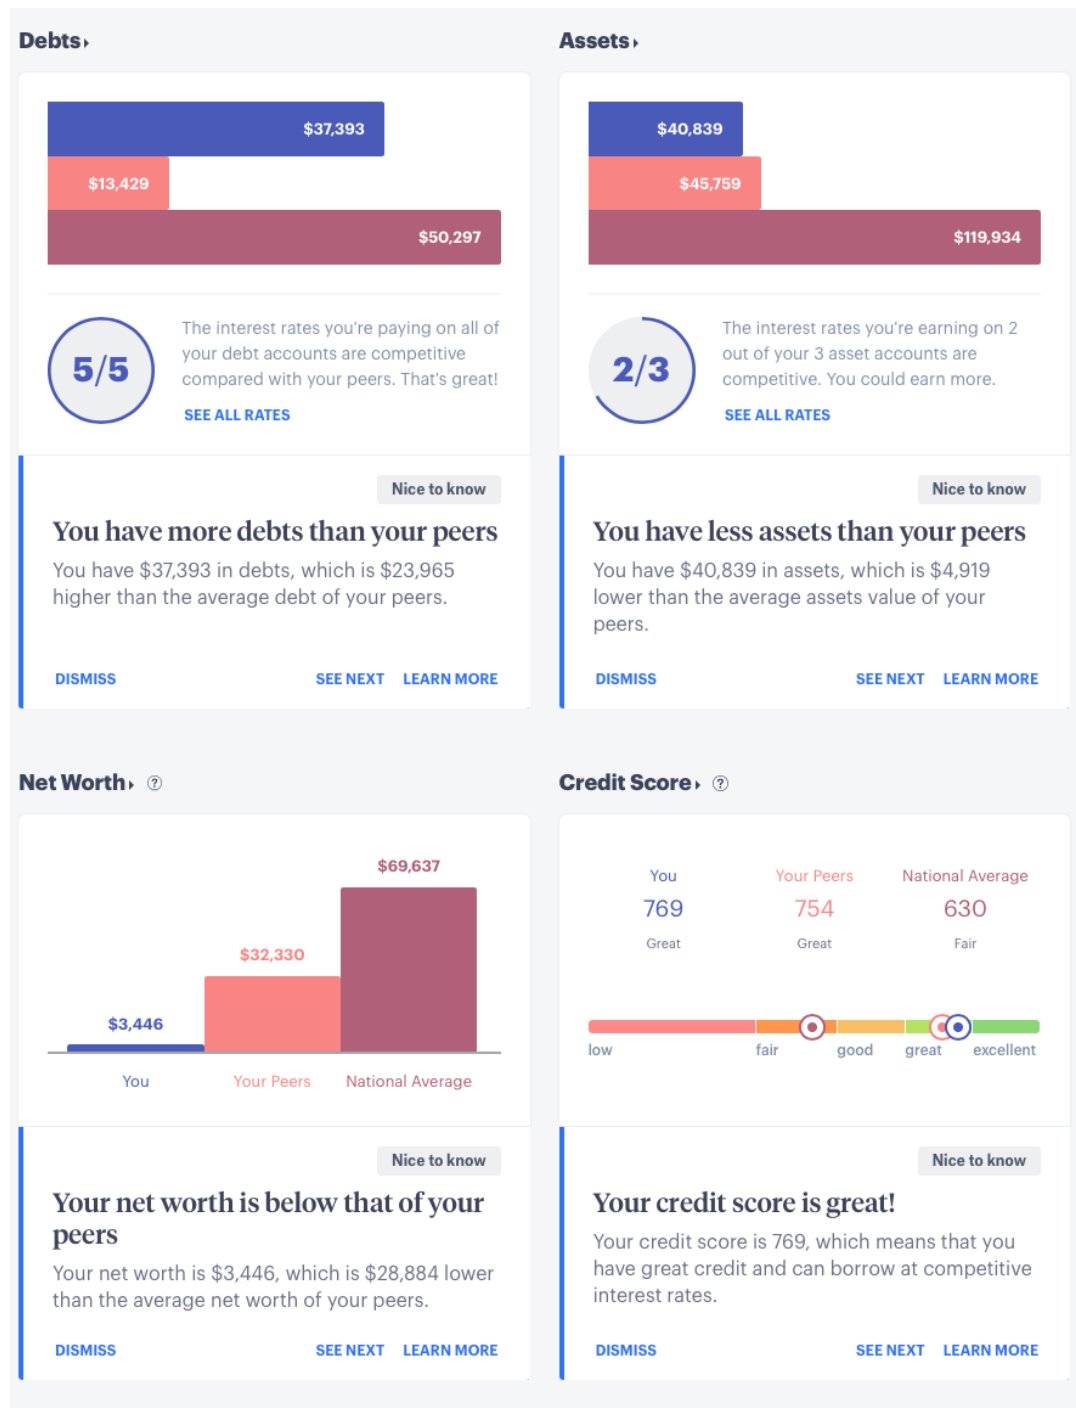 Debts
$37,393
$13,429
$50,297
5/5
The interest rates you're paying on all of
your debt accounts are competitive
compared with your peers. That's great!
SEE ALL RATES
Nice to know
You have more debts than your peers
You have $37,393 in debts, which is $23,965
higher than the average debt of your peers.
DISMISS
SEE NEXT
LEARN MORE
Assets
$40,839
$45,759
$119,934
2/3
The interest rates you're earning on 2
out of your 3 asset accounts are
competitive. You could earn more.
SEE ALL RATES
Nice to know
You have less assets than your peers
You have $40,839 in assets, which is $4,919
lower than the average assets value of your
peers.
DISMISS
SEE NEXT
LEARN MORE
Net Worth ?
$69,637
$32,330
$3,446
You
Your Peers
National Average
Nice to know
Your net worth is below that of your
peers
Your net worth is $3,446, which is $28,884 lower
than the average net worth of your peers.
DISMISS
SEE NEXT
LEARN MORE
Credit Score ?
You
Your Peers
National Average
769
754
630
Great
Great
Fair
low
fair
good
great
excellent
Nice to know
Your credit score is great!
Your credit score is 769, which means that you
have great credit and can borrow at competitive
interest rates.
DISMISS
SEE NEXT
LEARN MORE